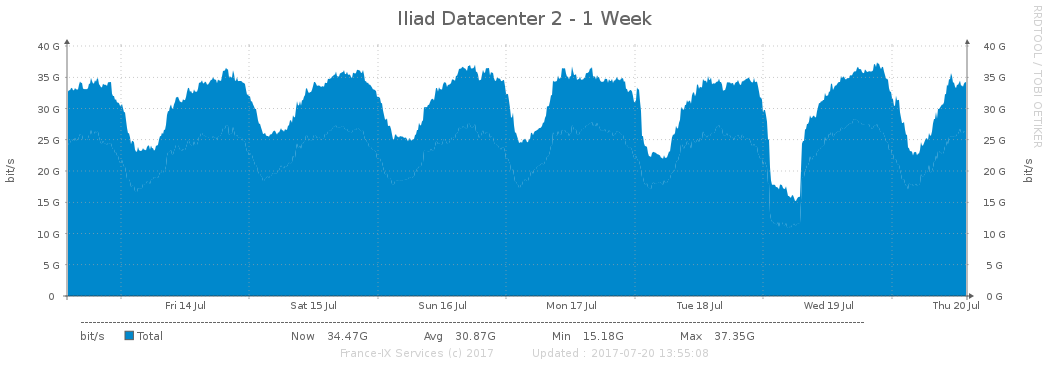 Iliad Datacenter 2 - 1 Week
RRDTOOL / TOBI OETIKER
bit/s
40 G
35 G
30 G
25 G
20 G
15 G
10 G
5 G
0
40 G
35 G
30 G
25 G
20 G
15 G
10 G
5 G
0 G
bit/s
Fri 14 Jul Sat 15 Jul Sun 16 Jul Mon 17 Jul Tue 18 Jul Wed 19 Jul Thu 20 Jul
bit/s Total Now 34.47G Avg 30.87G Min 15.18G Max 37.35G
France-IX Services (c) 2017 Updated : 2017-07-20 13:55:08